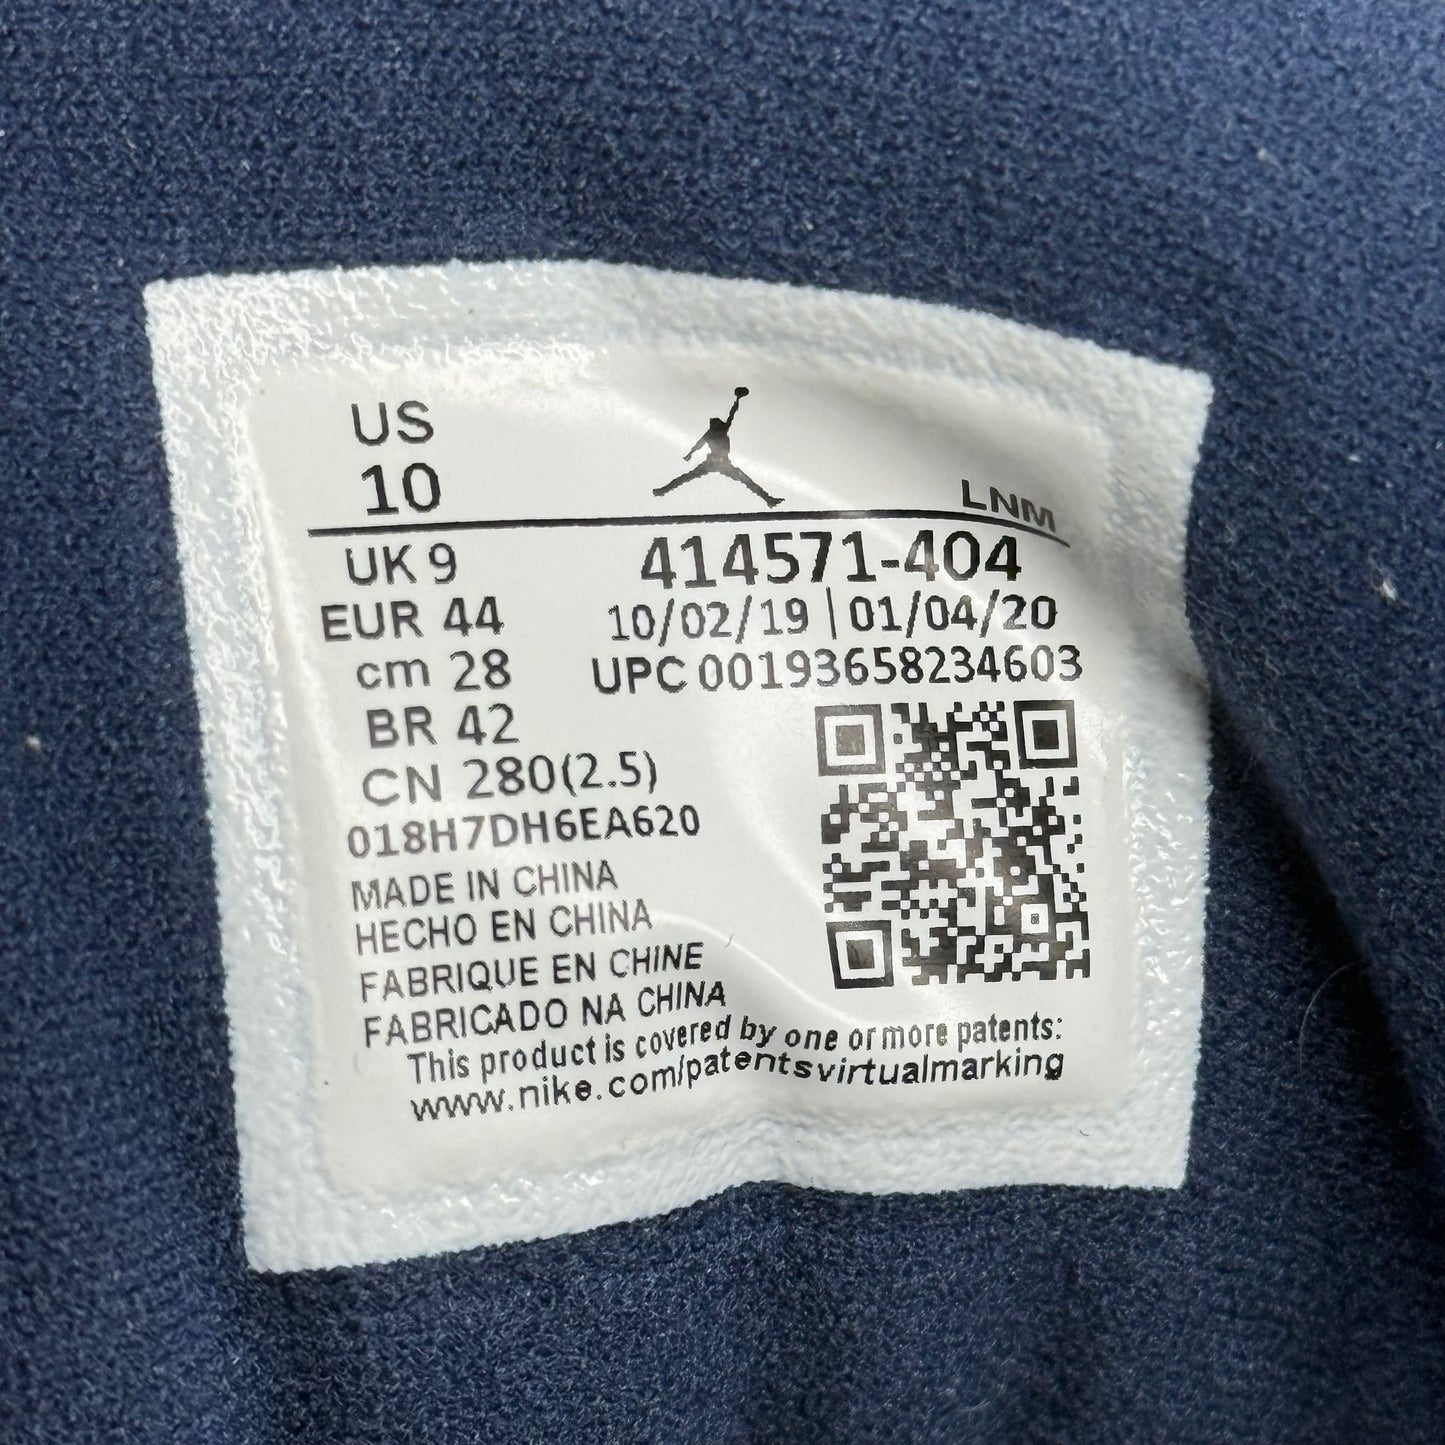 US
10
LNM
UK 9
414571-404
EUR 44
10/02/19 | 01/04/20
cm 28
UPC 00193658234603
BR 42
CN 280(2.5)
018H7DH6EA620
MADE IN CHINA
HECHO EN CHINA
FABRIQUE EN CHINE
FABRICADO NA CHINA
This product is covered by one or more patents:
www.nike.com/patentsvirtualmarking